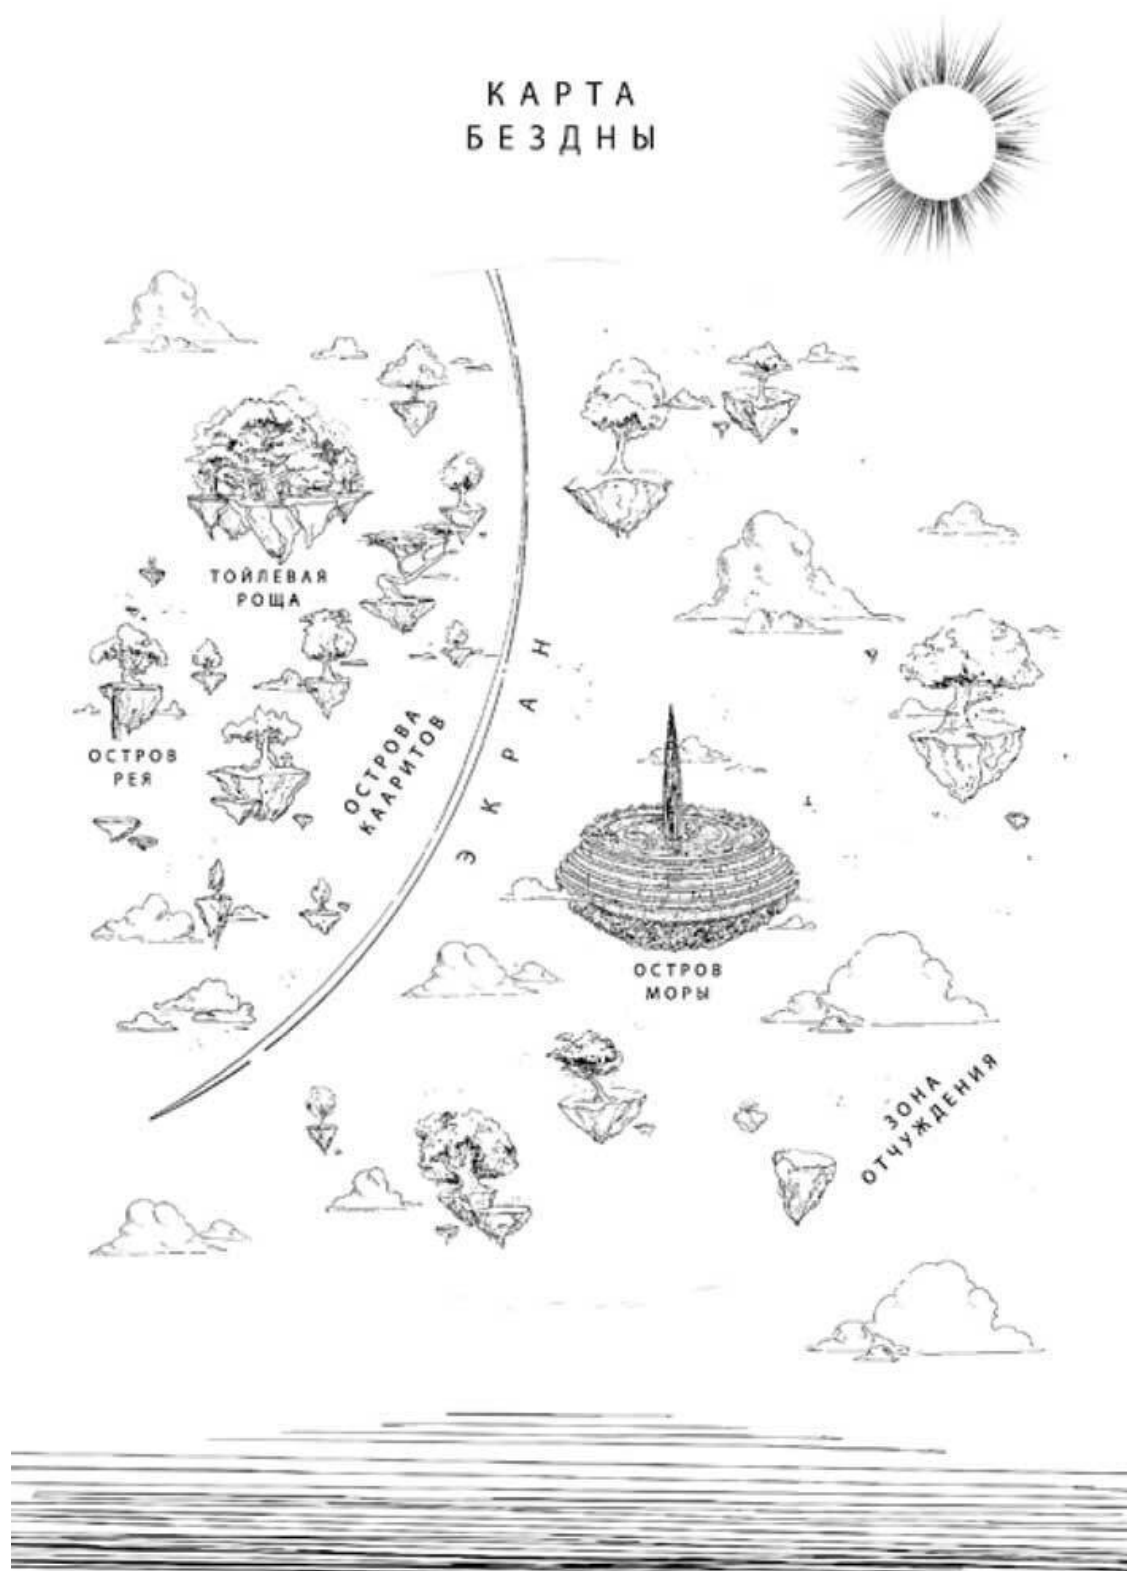 КАРТА
БЕЗДНЫ
ТОЙЛЕВАЯ
РОЩА
ОСТРОВ
РЕЯ
ОСТРОВА
КААРИТОВ
ЭКРАН
ОСТРОВ
МОРЫ
ЗОНА
ОТЧУЖДЕНИЯ